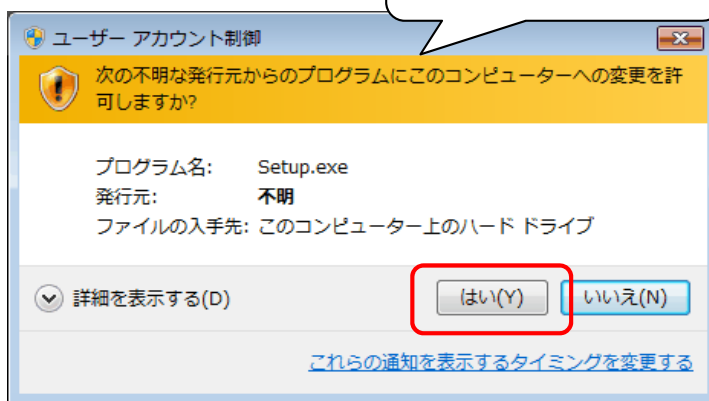 ユーザー アカウント制御
次の不明な発行元からのプログラムにこのコンピューターへの変更を許
可しますか?
プログラム名: Setup.exe
発行元: 不明
ファイルの入手先: このコンピューター上のハード ドライブ
詳細を表示する(D)
はい(Y)
いいえ(N)
これらの通知を表示するタイミングを変更する